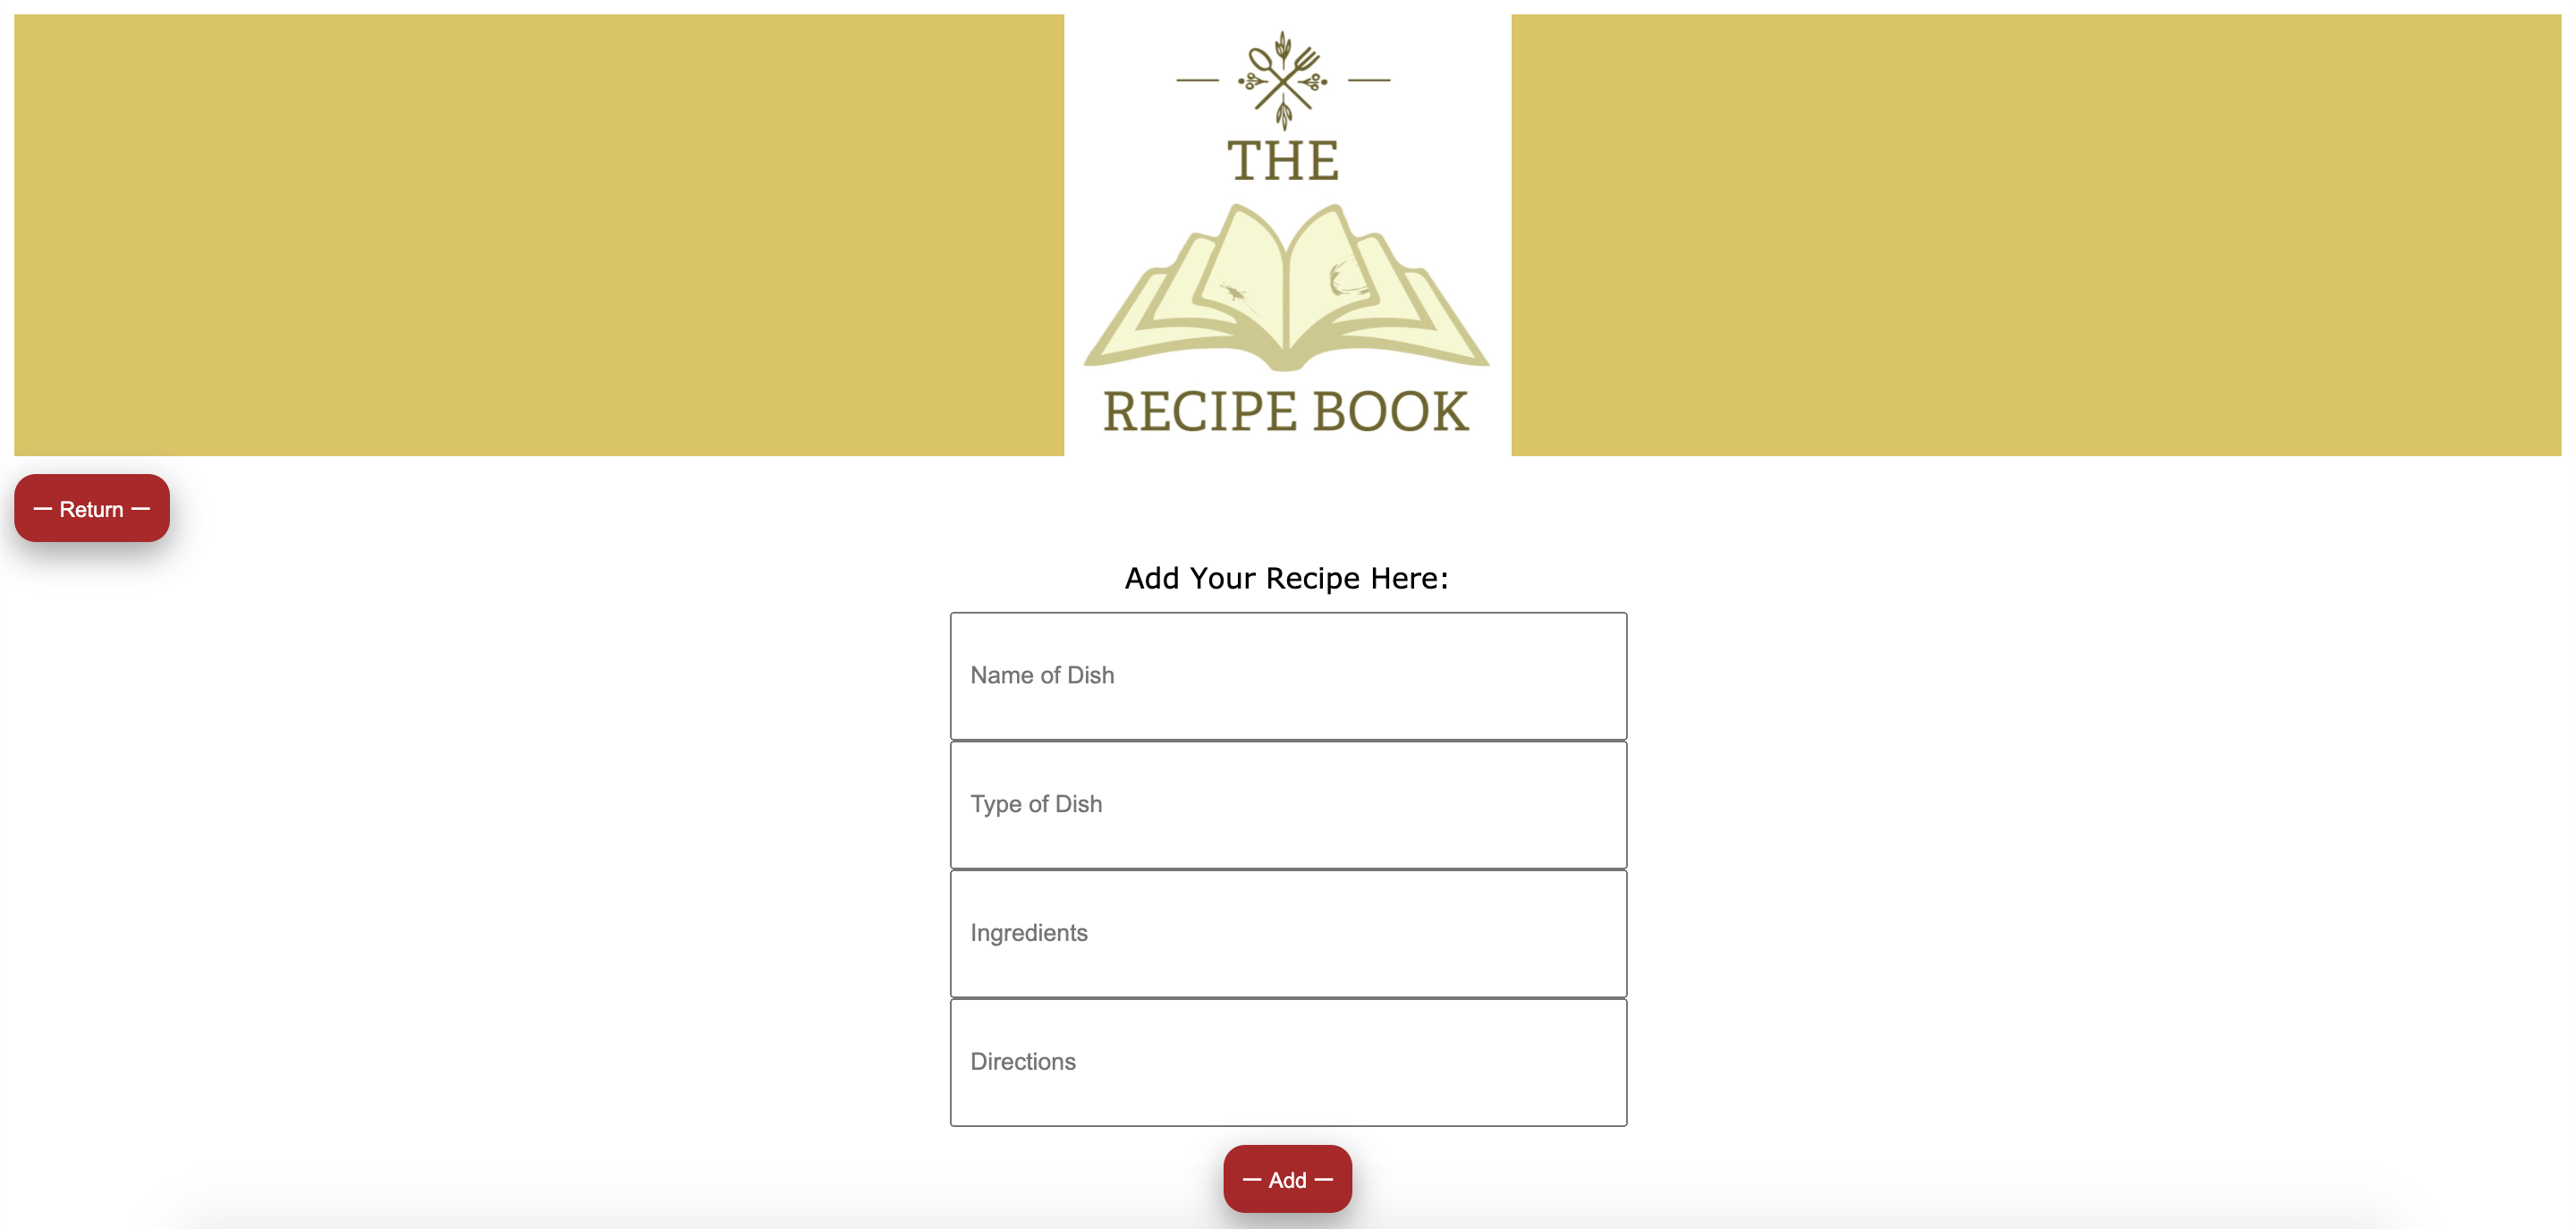 THE
RECIPE BOOK
— Return —
Add Your Recipe Here:
Name of Dish
Type of Dish
Ingredients
Directions
— Add —